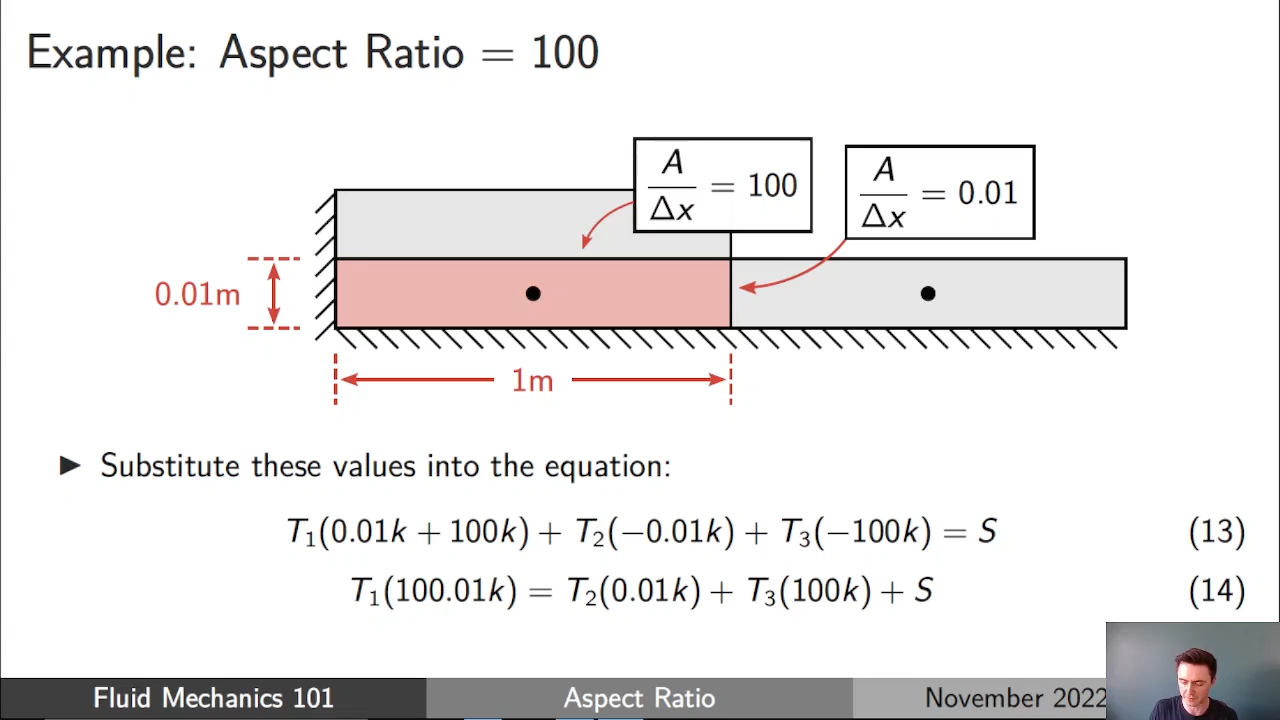 Example: Aspect Ratio = 100
A/Δx = 100
A/Δx = 0.01
0.01m
1m
▶ Substitute these values into the equation:
T₁(0.01k + 100k) + T₂(−0.01k) + T₃(−100k) = S (13)
T₁(100.01k) = T₂(0.01k) + T₃(100k) + S (14)
Fluid Mechanics 101 Aspect Ratio November 2022